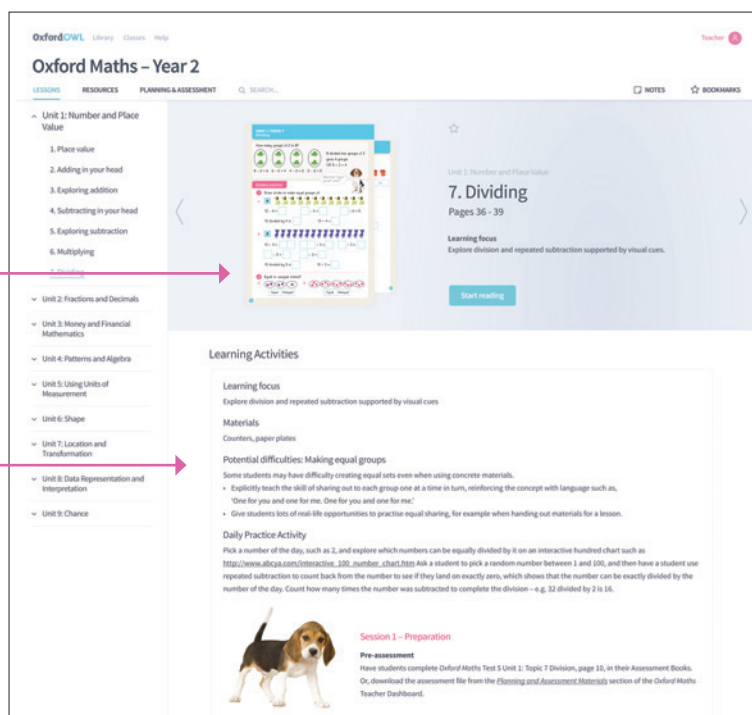 OxfordOWL Library Classes Help
Teacher
Oxford Maths – Year 2
LESSONS RESOURCES PLANNING & ASSESSMENT SEARCH... NOTES BOOKMARKS
Unit 1: Number and Place
Value
1. Place value
2. Adding in your head
3. Exploring addition
4. Subtracting in your head
5. Exploring subtraction
6. Multiplying
7. Dividing
Unit 2: Fractions and Decimals
Unit 3: Money and Financial
Mathematics
Unit 4: Patterns and Algebra
Unit 5: Using Units of
Measurement
Unit 6: Shape
Unit 7: Location and
Transformation
Unit 8: Data Representation and
Interpretation
Unit 9: Chance
Dividing
How many groups of 2 in 8?
Unit 1: Number and Place Value
7. Dividing
Pages 36 - 39
Learning focus
Explore division and repeated subtraction supported by visual cues.
Start reading
Learning Activities
Learning focus
Explore division and repeated subtraction supported by visual cues
Materials
Counters, paper plates
Potential difficulties: Making equal groups
Some students may have difficulty creating equal sets even when using concrete materials.
• Explicitly teach the skill of sharing out to each group one at a time in turn, reinforcing the concept with language such as,
'One for you and one for me. One for you and one for me.'
• Give students lots of real-life opportunities to practise equal sharing, for example when handing out materials for a lesson.
Daily Practice Activity
Pick a number of the day, such as 2, and explore which numbers can be equally divided by it on an interactive hundred chart such as
http://www.abcya.com/interactive_100_number_chart.htm Ask a student to pick a random number between 1 and 100, and then have a student use
repeated subtraction to count back from the number to see if they land on exactly zero, which shows that the number can be exactly divided by the
number of the day. Count how many times the number was subtracted to complete the division – e.g. 32 divided by 2 is 16.
Session 1 – Preparation
Pre-assessment
Have students complete Oxford Maths Test 5 Unit 1: Topic 7 Division, page 10, in their Assessment Books.
Or, download the assessment file from the Planning and Assessment Materials section of the Oxford Maths
Teacher Dashboard.